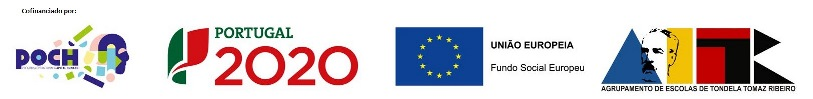 Cofinanciado por:
POCH
PORTUGAL
2020
UNIÃO EUROPEIA
Fundo Social Europeu
AGRUPAMENTO DE ESCOLAS DE TONDELA TOMAZ RIBEIRO